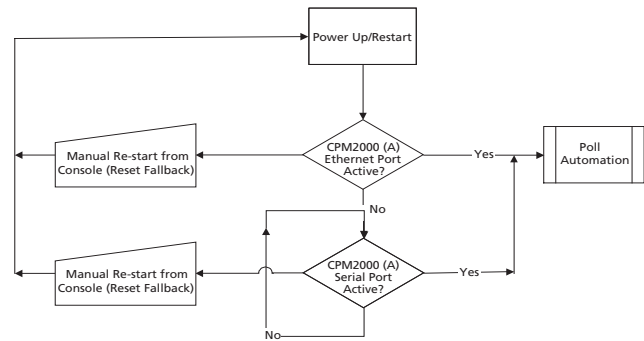 Power Up/Restart
CPM2000 (A)
Ethernet Port
Active?
Manual Re-start from
Console (Reset Fallback)
Yes
Poll
Automation
No
CPM2000 (A)
Serial Port
Active?
Manual Re-start from
Console (Reset Fallback)
Yes
No